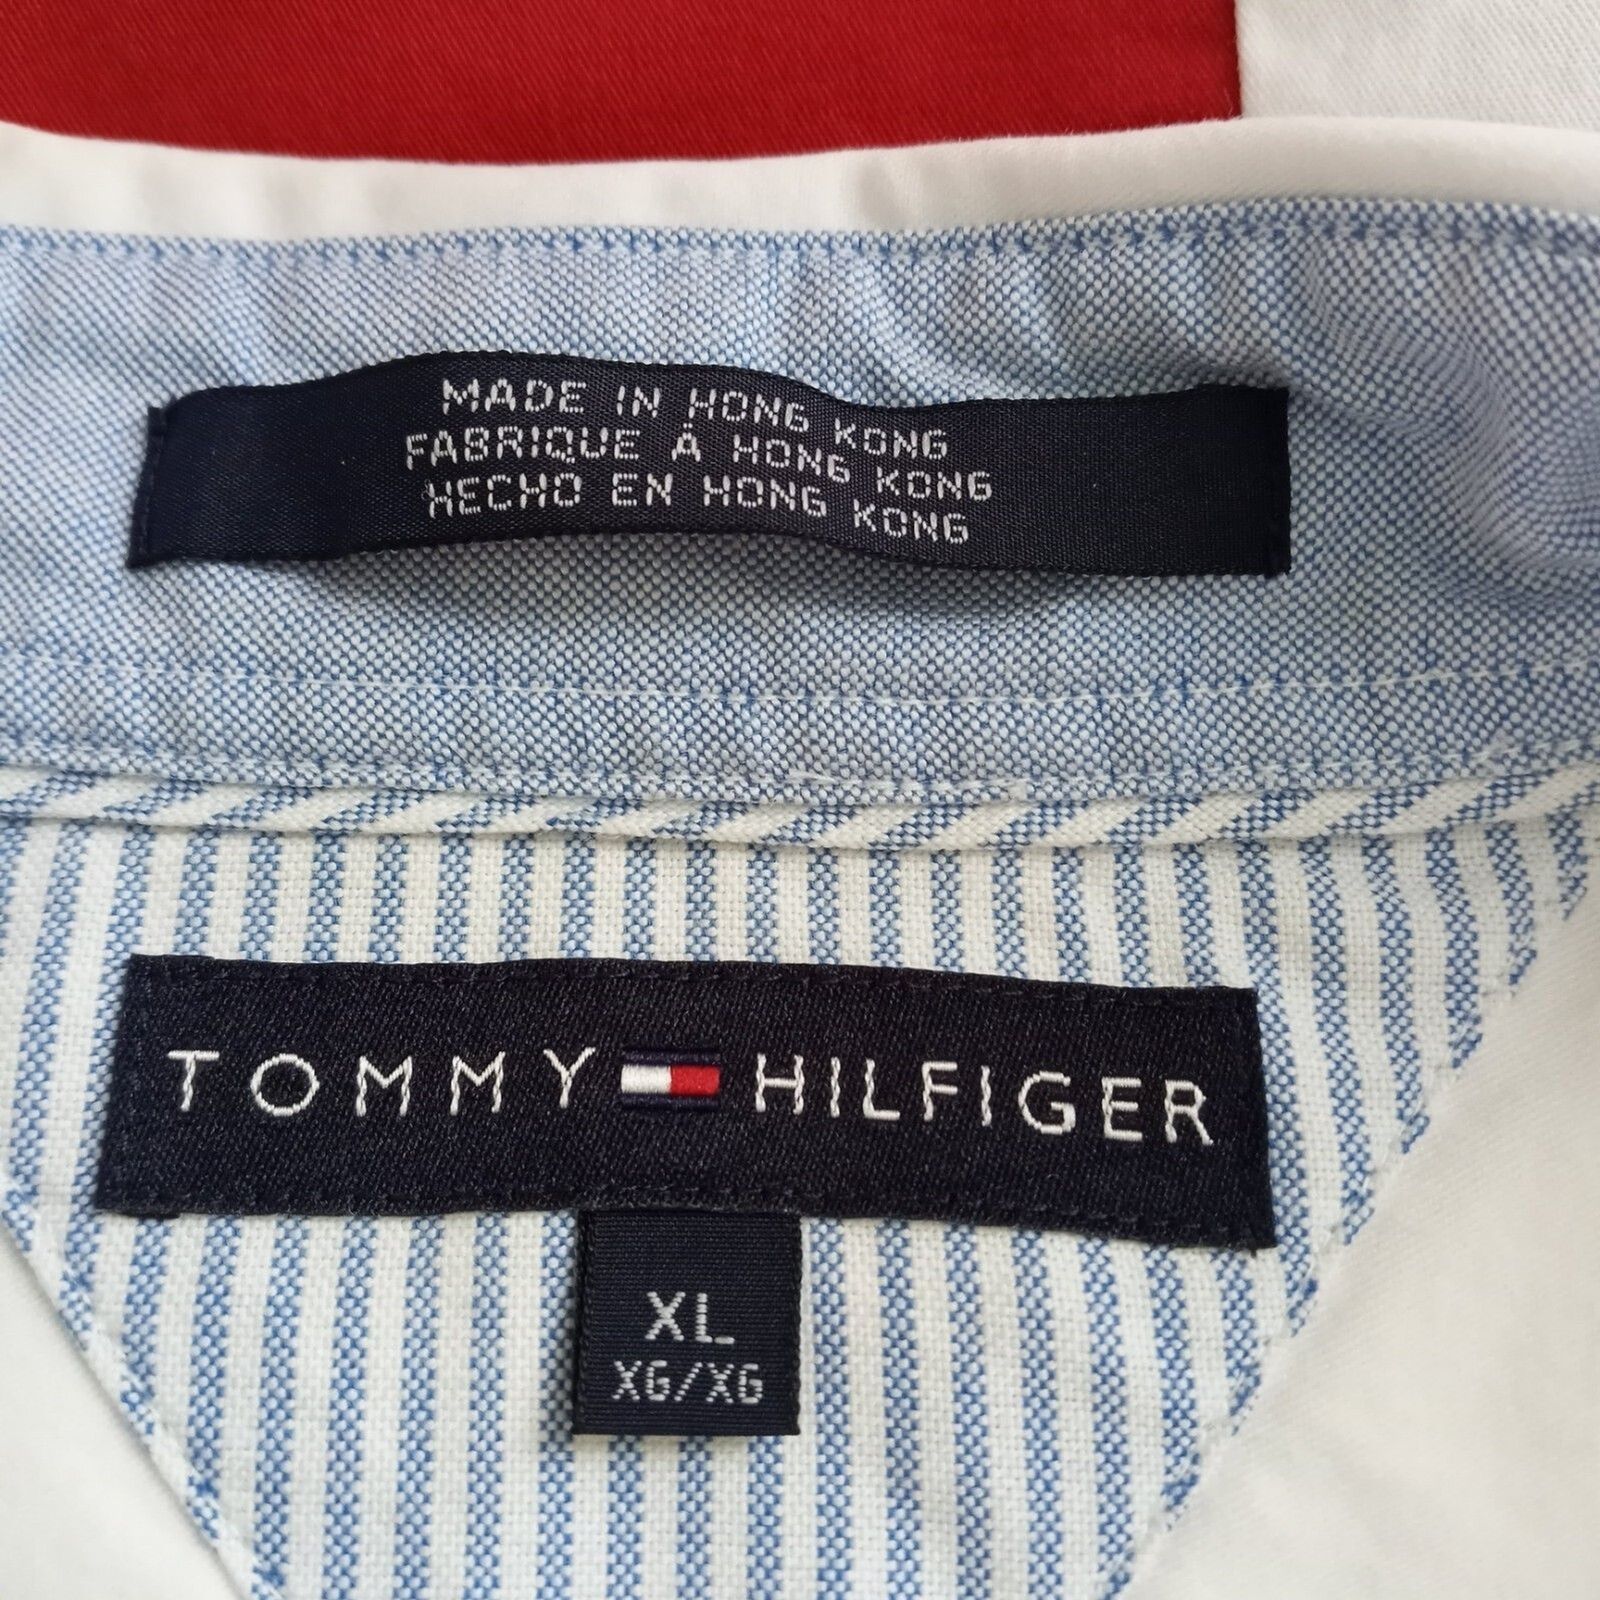 MADE IN HONG KONG
FABRIQUE À HONG KONG
HECHO EN HONG KONG
TOMMY HILFIGER
XL
XG/XG